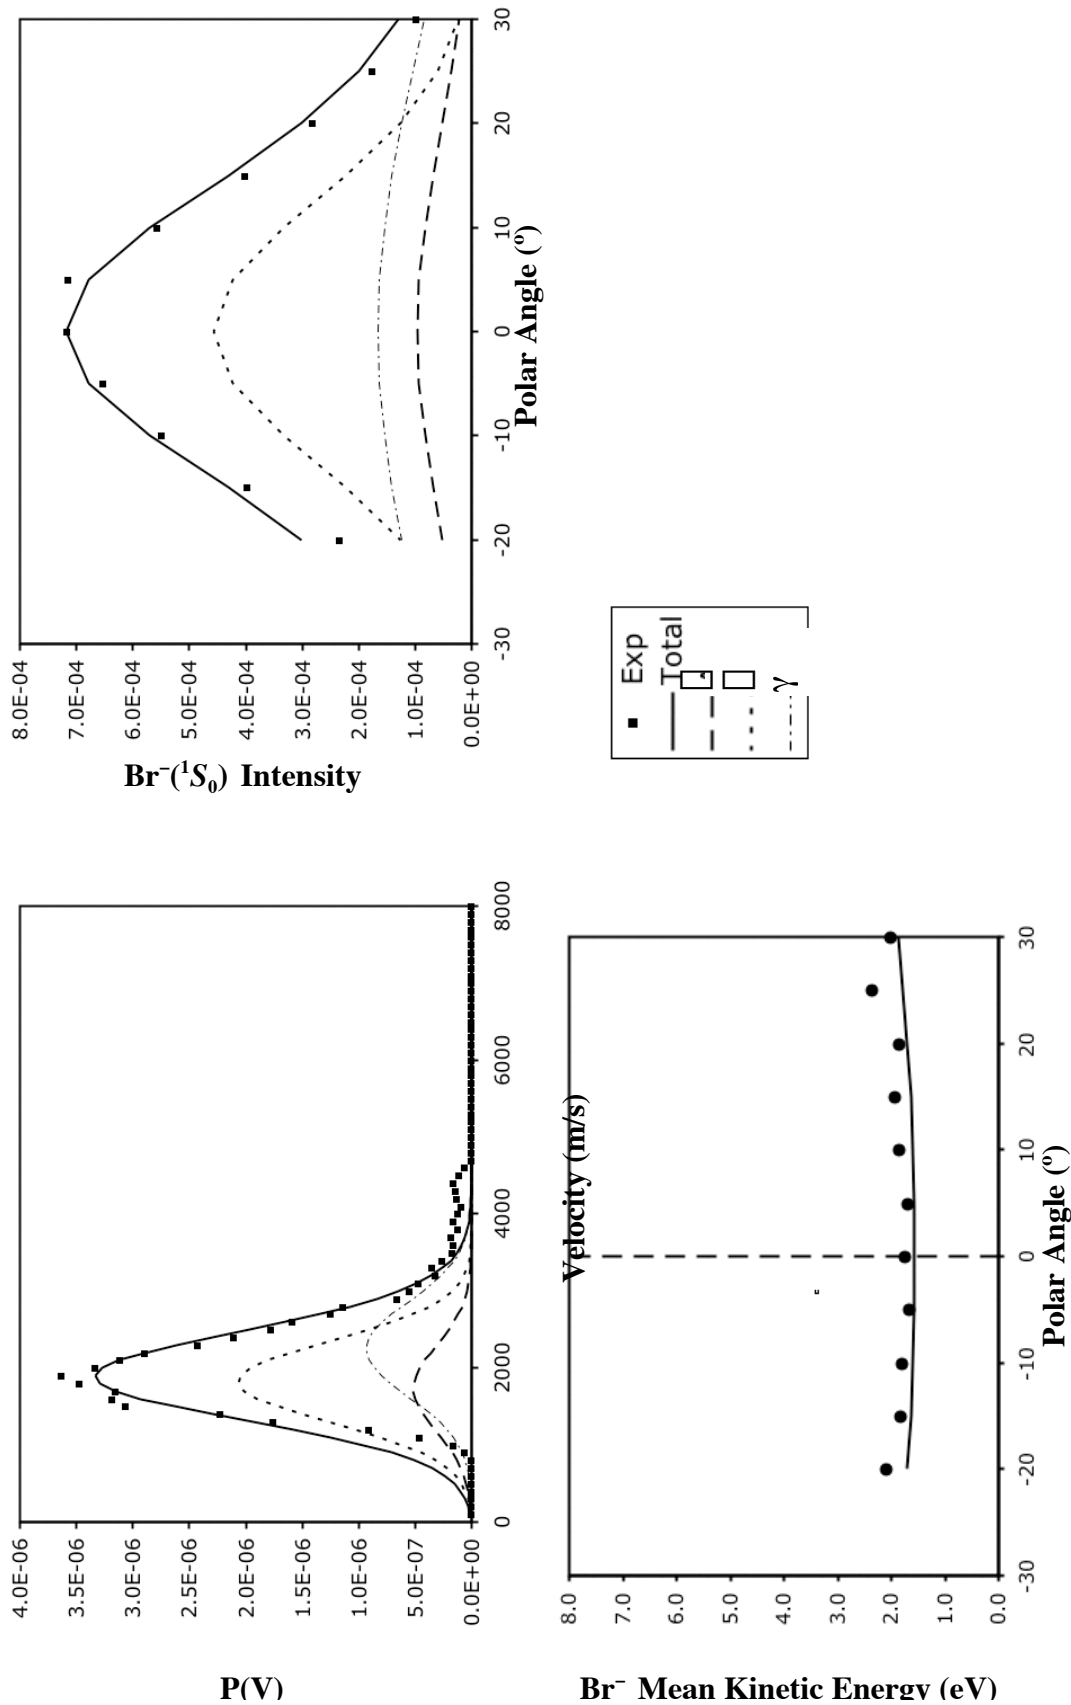 8.0E-04
7.0E-04
6.0E-04
5.0E-04
4.0E-04
3.0E-04
2.0E-04
1.0E-04
0.0E+00
-30
-20
-10
0
10
20
30
Polar Angle (º)
Br⁻(¹S₀) Intensity
Exp
Total
γ
4.0E-06
3.5E-06
3.0E-06
2.5E-06
2.0E-06
1.5E-06
1.0E-06
5.0E-07
0.0E+00
0
2000
4000
6000
8000
Velocity (m/s)
P(V)
8.0
7.0
6.0
5.0
4.0
3.0
2.0
1.0
0.0
-30
-20
-10
0
10
20
30
Polar Angle (º)
Br⁻ Mean Kinetic Energy (eV)